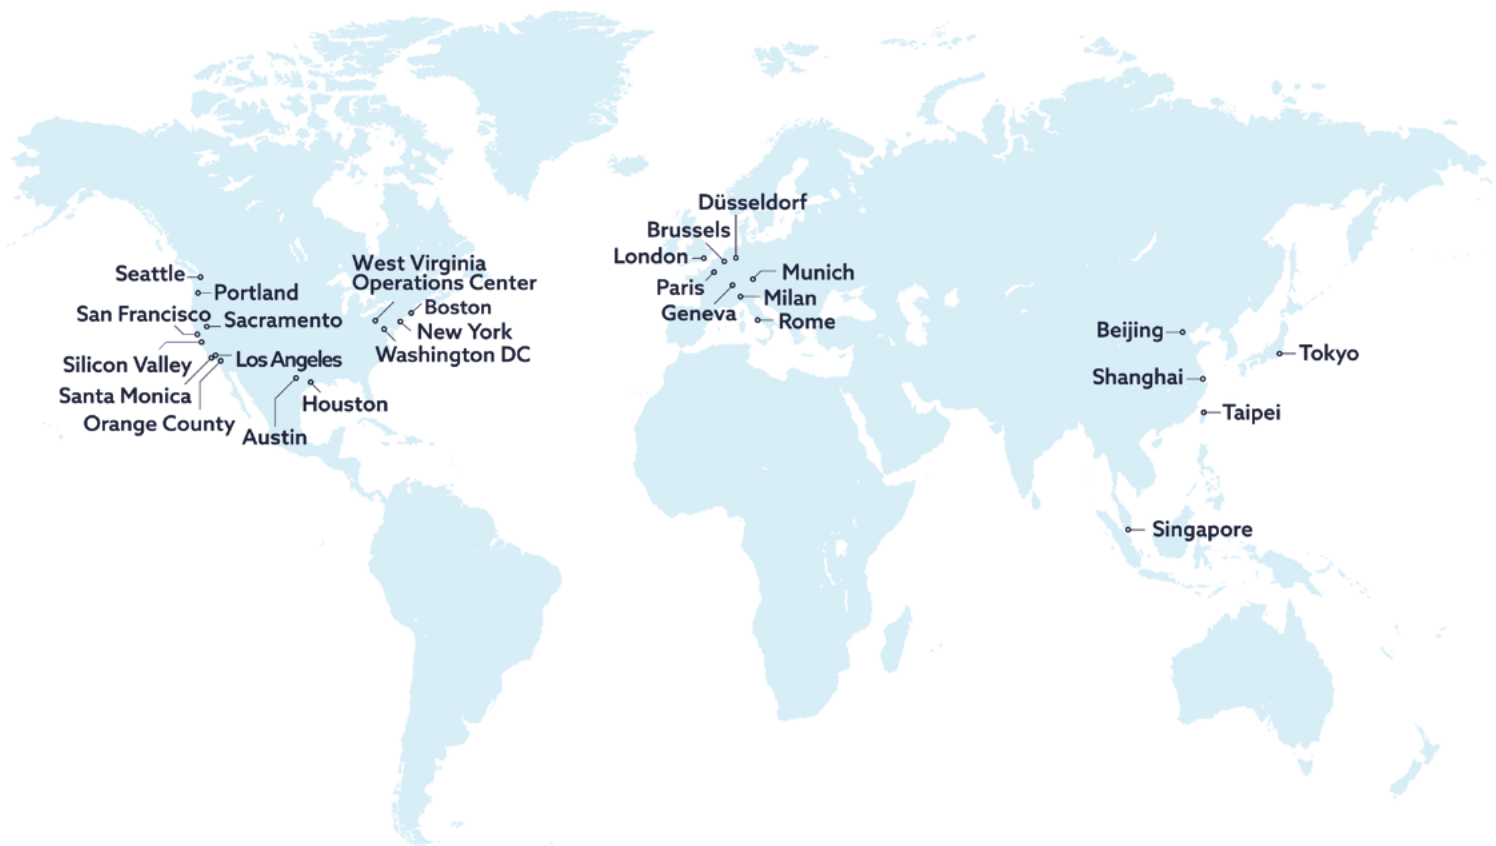 Seattle
Portland
San Francisco
Sacramento
Silicon Valley
Los Angeles
Santa Monica
Orange County
Austin
Houston
West Virginia
Operations Center
Boston
New York
Washington DC
Düsseldorf
Brussels
London
Paris
Munich
Geneva
Milan
Rome
Beijing
Tokyo
Shanghai
Taipei
Singapore